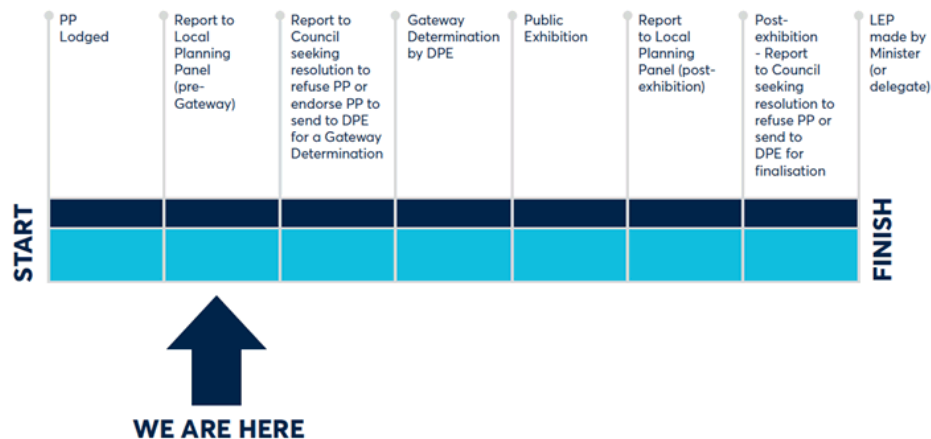 PP
Lodged
Report to
Local
Planning
Panel
(pre-
Gateway)
Report to
Council
seeking
resolution to
refuse PP or
endorse PP to
send to DPE
for a Gateway
Determination
Gateway
Determination
by DPE
Public
Exhibition
Report
to Local
Planning
Panel (post-
exhibition)
Post-
exhibition
- Report
to Council
seeking
resolution to
refuse PP or
send to
DPE for
finalisation
LEP
made by
Minister
(or
delegate)
START
FINISH
WE ARE HERE